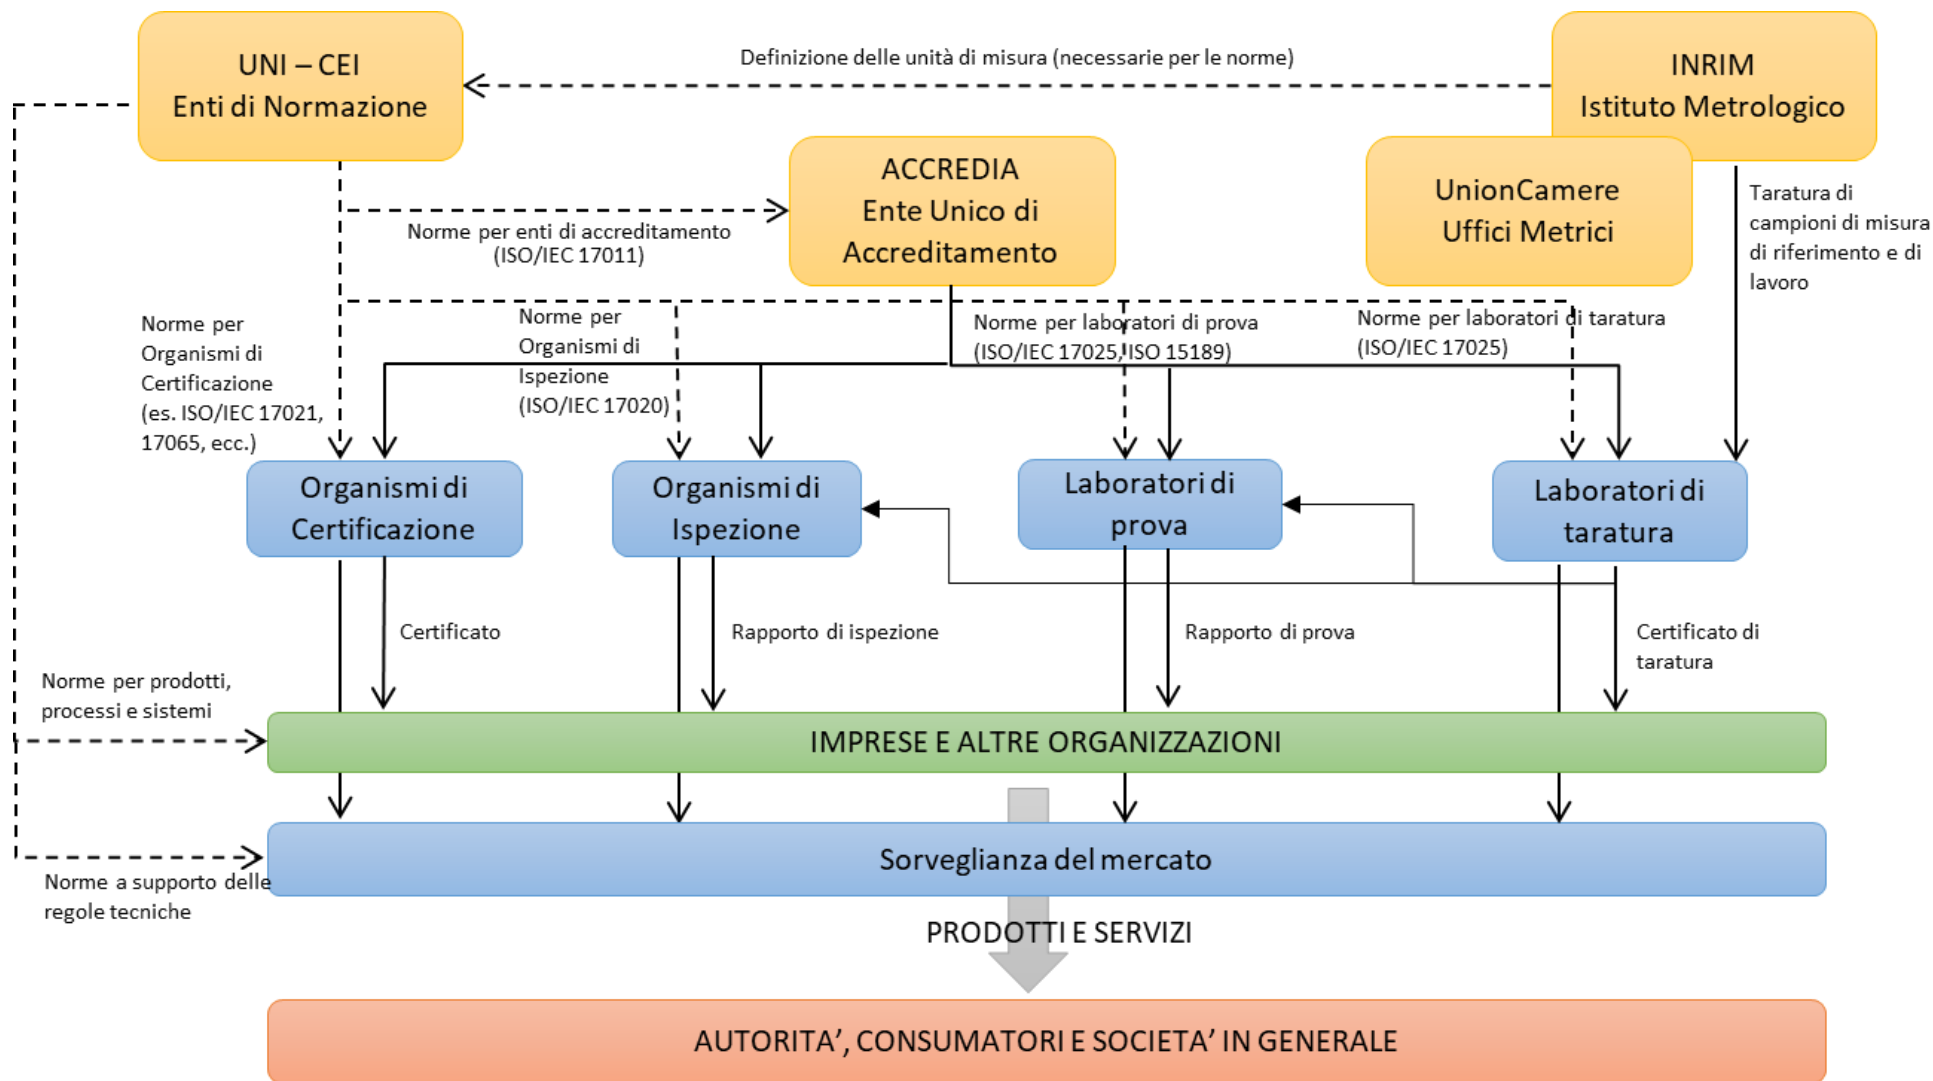 UNI – CEI
Enti di Normazione
Definizione delle unità di misura (necessarie per le norme)
INRIM
Istituto Metrologico
ACCREDIA
Ente Unico di
Accreditamento
UnionCamere
Uffici Metrici
Taratura di
campioni di misura
di riferimento e di
lavoro
Norme per enti di accreditamento
(ISO/IEC 17011)
Norme per
Organismi di
Certificazione
(es. ISO/IEC 17021,
17065, ecc.)
Norme per
Organismi di
Ispezione
(ISO/IEC 17020)
Norme per laboratori di prova
(ISO/IEC 17025, ISO 15189)
Norme per laboratori di taratura
(ISO/IEC 17025)
Organismi di
Certificazione
Organismi di
Ispezione
Laboratori di
prova
Laboratori di
taratura
Certificato
Rapporto di ispezione
Rapporto di prova
Certificato di
taratura
Norme per prodotti,
processi e sistemi
IMPRESE E ALTRE ORGANIZZAZIONI
Sorveglianza del mercato
Norme a supporto delle
regole tecniche
PRODOTTI E SERVIZI
AUTORITA’, CONSUMATORI E SOCIETA’ IN GENERALE